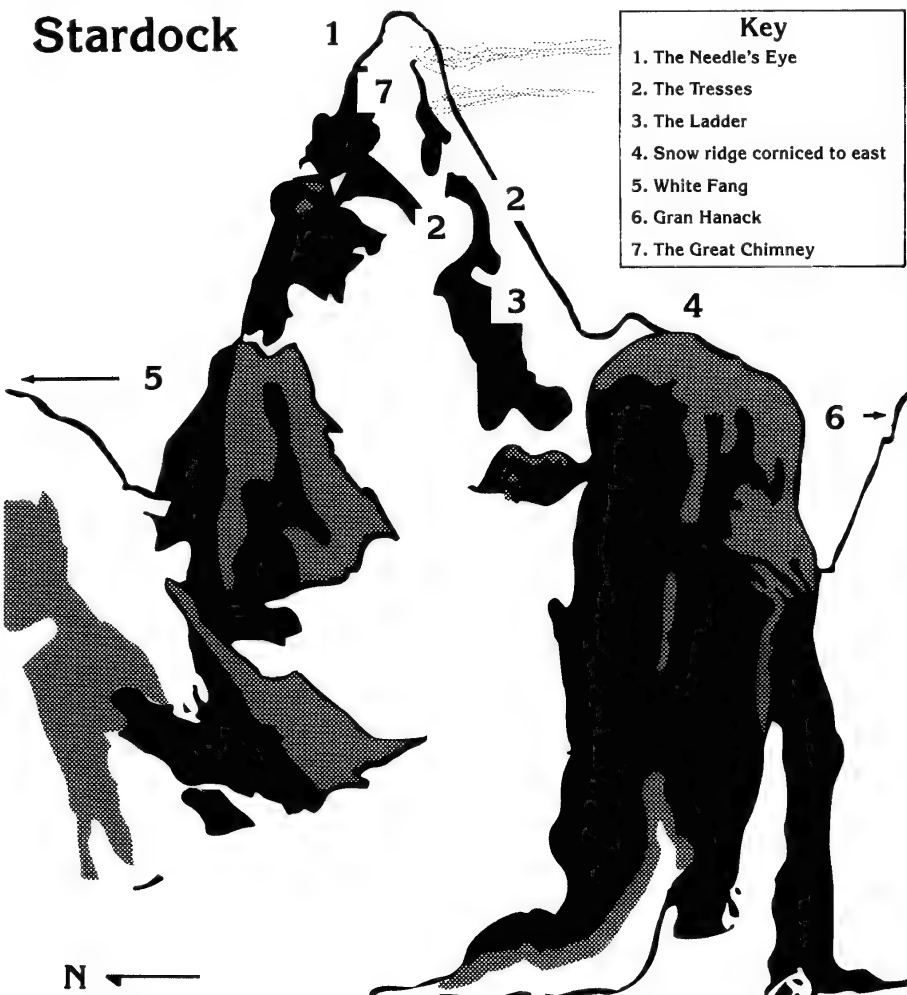 Stardock
1
Key
1. The Needle's Eye
2. The Tresses
3. The Ladder
4. Snow ridge corniced to east
5. White Fang
6. Gran Hanack
7. The Great Chimney
7
2
2
3
4
5
6
N